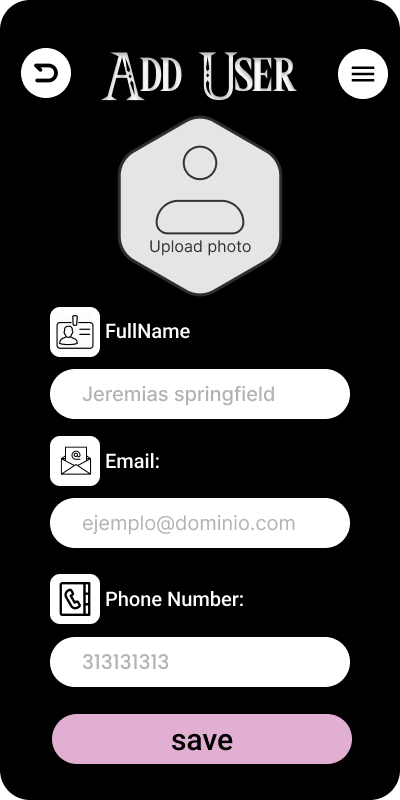 Add User
Upload photo
FullName
Jeremias springfield
@
Email:
ejemplo@dominio.com
Phone Number:
313131313
save